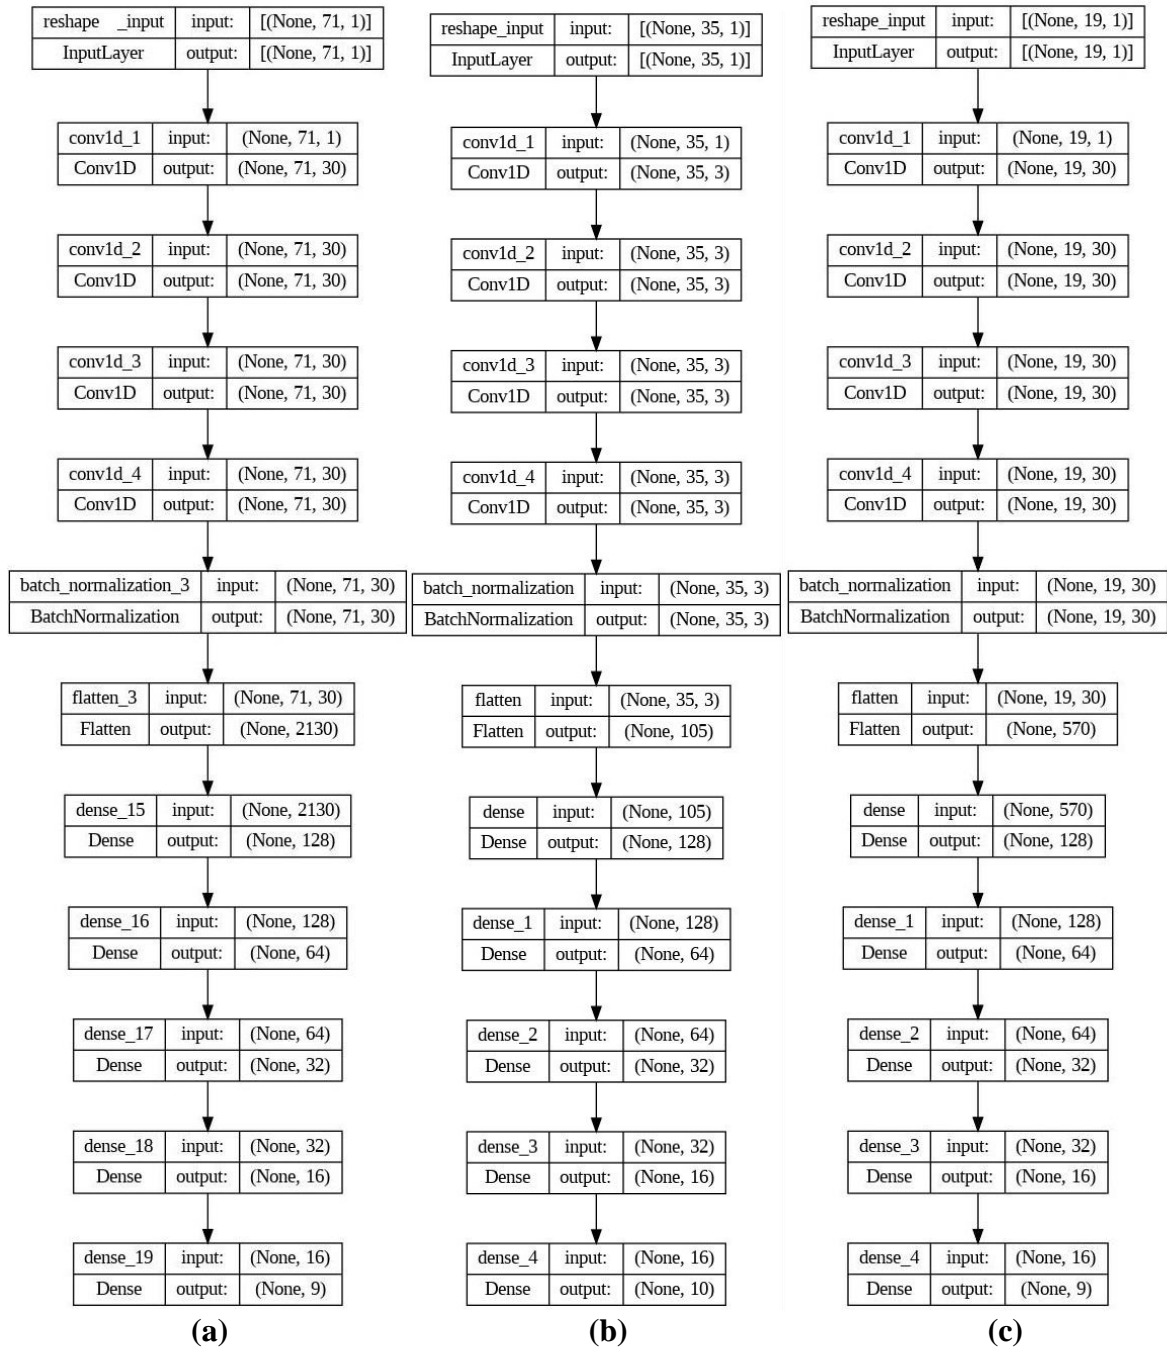 reshape _input input: [(None, 71, 1)]
InputLayer output: [(None, 71, 1)]
conv1d_1 input: (None, 71, 1)
Conv1D output: (None, 71, 30)
conv1d_2 input: (None, 71, 30)
Conv1D output: (None, 71, 30)
conv1d_3 input: (None, 71, 30)
Conv1D output: (None, 71, 30)
conv1d_4 input: (None, 71, 30)
Conv1D output: (None, 71, 30)
batch_normalization_3 input: (None, 71, 30)
BatchNormalization output: (None, 71, 30)
flatten_3 input: (None, 71, 30)
Flatten output: (None, 2130)
dense_15 input: (None, 2130)
Dense output: (None, 128)
dense_16 input: (None, 128)
Dense output: (None, 64)
dense_17 input: (None, 64)
Dense output: (None, 32)
dense_18 input: (None, 32)
Dense output: (None, 16)
dense_19 input: (None, 16)
Dense output: (None, 9)
(a)
reshape_input input: [(None, 35, 1)]
InputLayer output: [(None, 35, 1)]
conv1d_1 input: (None, 35, 1)
Conv1D output: (None, 35, 3)
conv1d_2 input: (None, 35, 3)
Conv1D output: (None, 35, 3)
conv1d_3 input: (None, 35, 3)
Conv1D output: (None, 35, 3)
conv1d_4 input: (None, 35, 3)
Conv1D output: (None, 35, 3)
batch_normalization input: (None, 35, 3)
BatchNormalization output: (None, 35, 3)
flatten input: (None, 35, 3)
Flatten output: (None, 105)
dense input: (None, 105)
Dense output: (None, 128)
dense_1 input: (None, 128)
Dense output: (None, 64)
dense_2 input: (None, 64)
Dense output: (None, 32)
dense_3 input: (None, 32)
Dense output: (None, 16)
dense_4 input: (None, 16)
Dense output: (None, 10)
(b)
reshape_input input: [(None, 19, 1)]
InputLayer output: [(None, 19, 1)]
conv1d_1 input: (None, 19, 1)
Conv1D output: (None, 19, 30)
conv1d_2 input: (None, 19, 30)
Conv1D output: (None, 19, 30)
conv1d_3 input: (None, 19, 30)
Conv1D output: (None, 19, 30)
conv1d_4 input: (None, 19, 30)
Conv1D output: (None, 19, 30)
batch_normalization input: (None, 19, 30)
BatchNormalization output: (None, 19, 30)
flatten input: (None, 19, 30)
Flatten output: (None, 570)
dense input: (None, 570)
Dense output: (None, 128)
dense_1 input: (None, 128)
Dense output: (None, 64)
dense_2 input: (None, 64)
Dense output: (None, 32)
dense_3 input: (None, 32)
Dense output: (None, 16)
dense_4 input: (None, 16)
Dense output: (None, 9)
(c)